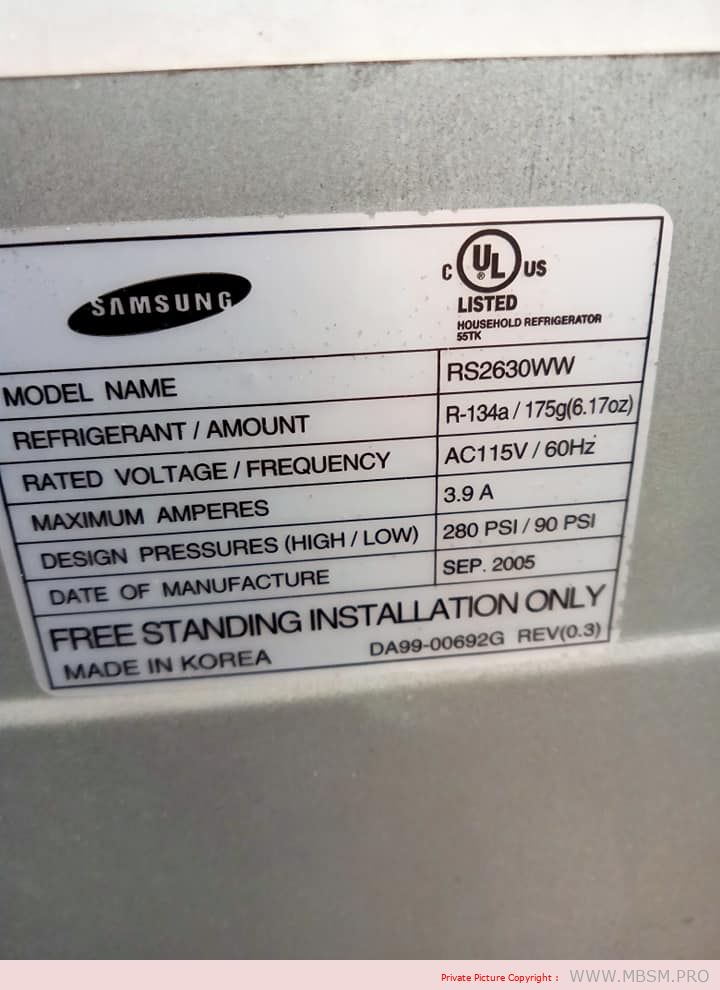 SAMSUNG
C UL US
®
LISTED
HOUSEHOLD REFRIGERATOR
55TK
MODEL NAME RS2630WW
REFRIGERANT / AMOUNT R-134a / 175g(6.17oz)
RATED VOLTAGE / FREQUENCY AC115V / 60Hz
MAXIMUM AMPERES 3.9 A
DESIGN PRESSURES (HIGH / LOW) 280 PSI / 90 PSI
DATE OF MANUFACTURE SEP. 2005
FREE STANDING INSTALLATION ONLY
MADE IN KOREA DA99-00692G REV(0.3)
Private Picture Copyright : WWW.MBSM.PRO